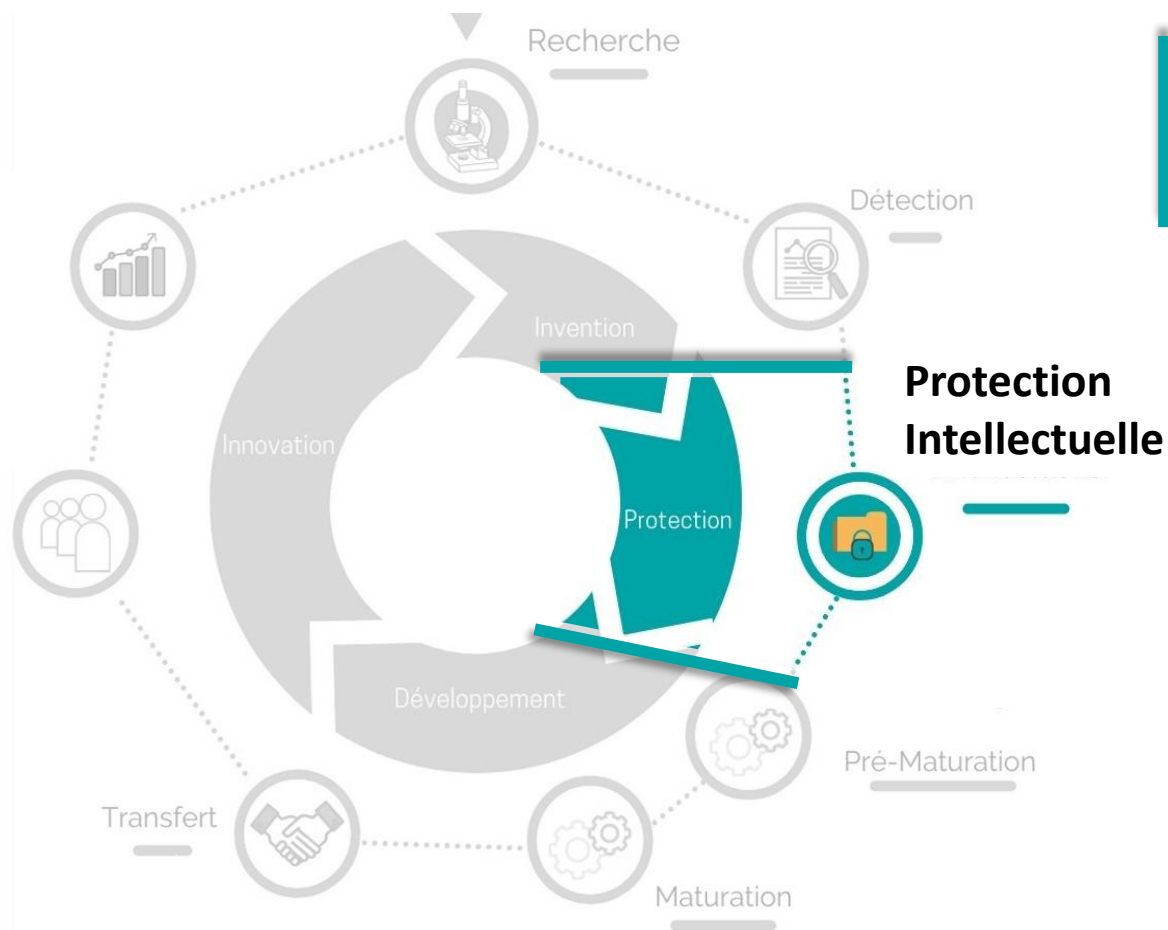 Recherche
Détection
Invention
Protection
Intellectuelle
Innovation
Protection
Développement
Pré-Maturation
Transfert
Maturation